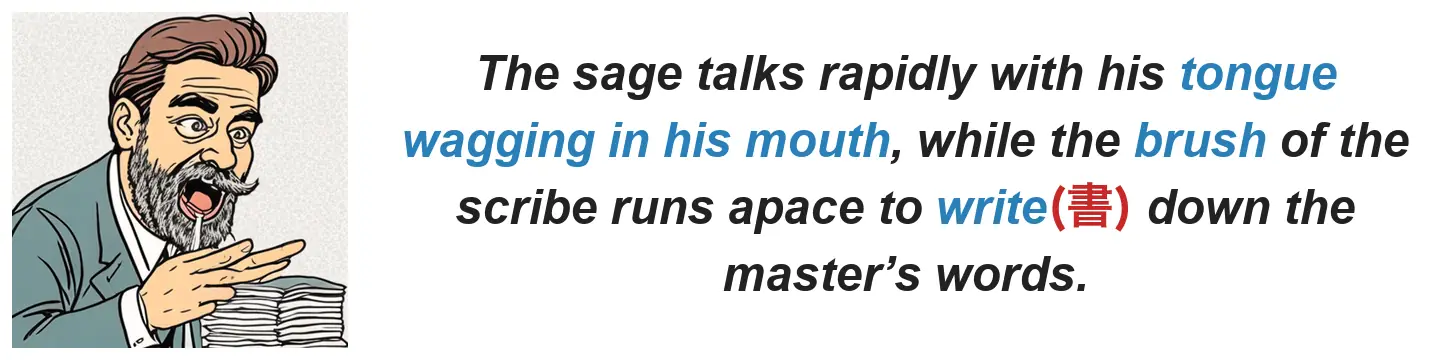 The sage talks rapidly with his tongue
wagging in his mouth, while the brush of the
scribe runs apace to write(書) down the
master’s words.